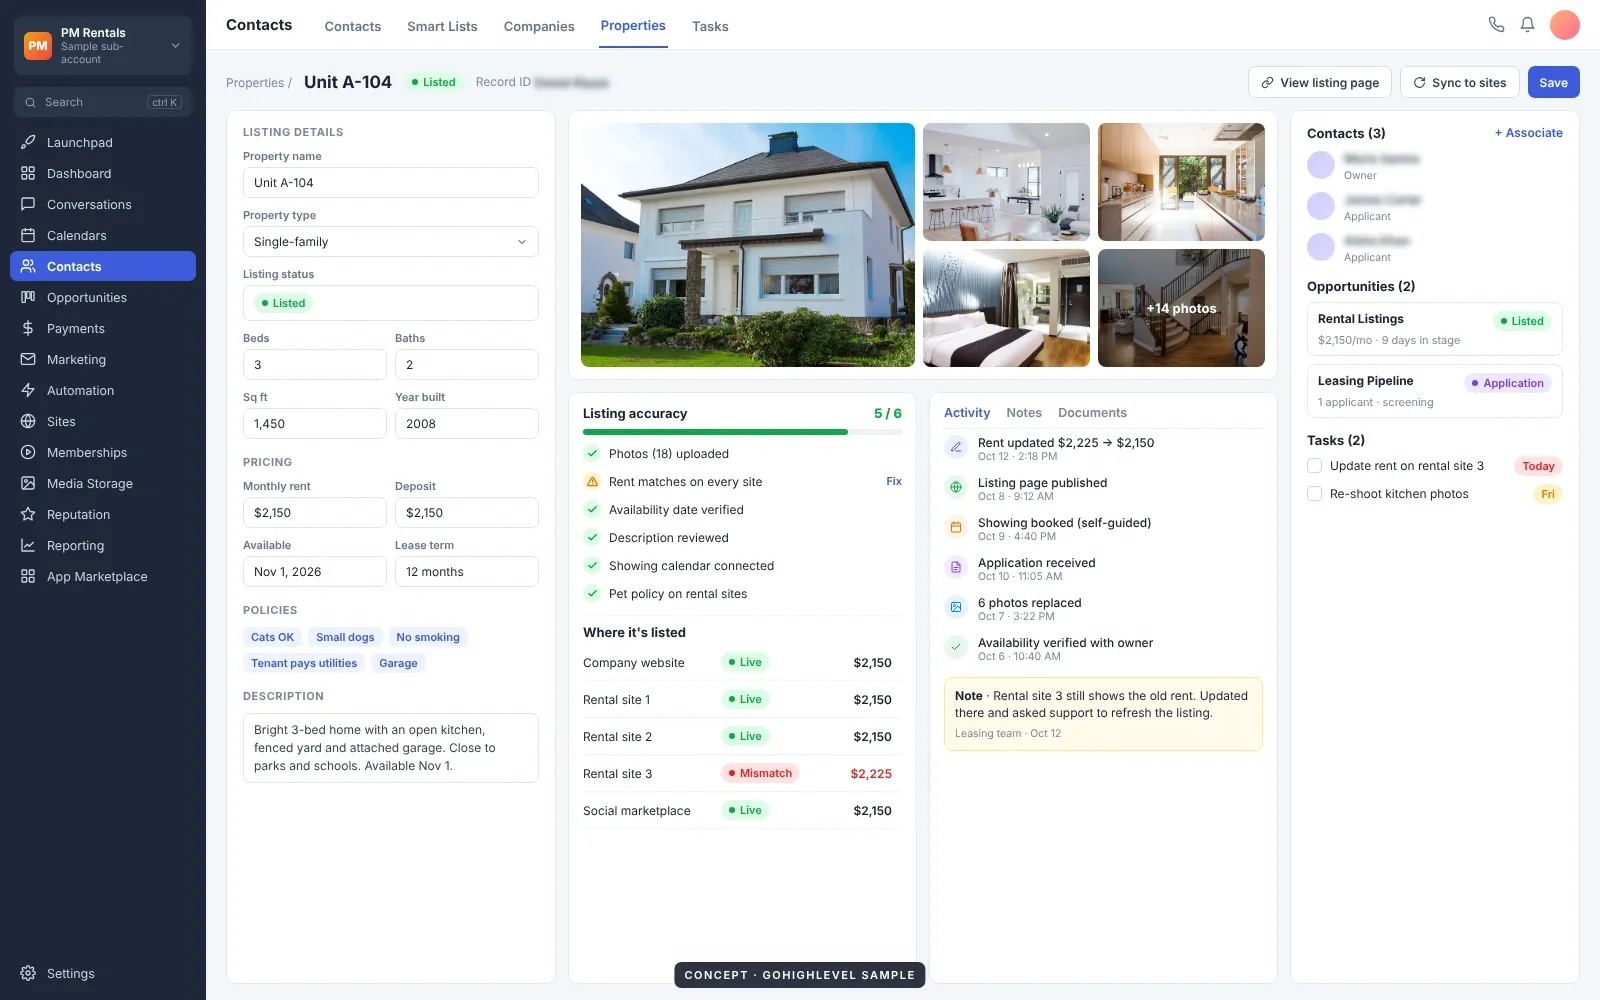 PM
PM Rentals
Sample sub-
account
Search
ctrl K
Launchpad
Dashboard
Conversations
Calendars
Contacts
Opportunities
Payments
Marketing
Automation
Sites
Memberships
Media Storage
Reputation
Reporting
App Marketplace
Settings
Contacts
Contacts
Smart Lists
Companies
Properties
Tasks
Properties /
Unit A-104
Listed
Record ID
View listing page
Sync to sites
Save
LISTING DETAILS
Property name
Unit A-104
Property type
Single-family
Listing status
Listed
Beds
Baths
3
2
Sq ft
Year built
1,450
2008
PRICING
Monthly rent
Deposit
$2,150
$2,150
Available
Lease term
Nov 1, 2026
12 months
POLICIES
Cats OK
Small dogs
No smoking
Tenant pays utilities
Garage
DESCRIPTION
Bright 3-bed home with an open kitchen,
fenced yard and attached garage. Close to
parks and schools. Available Nov 1.
+14 photos
Listing accuracy
5 / 6
Photos (18) uploaded
Rent matches on every site
Fix
Availability date verified
Description reviewed
Showing calendar connected
Pet policy on rental sites
Where it's listed
Company website
Live
$2,150
Rental site 1
Live
$2,150
Rental site 2
Live
$2,150
Rental site 3
Mismatch
$2,225
Social marketplace
Live
$2,150
Activity
Notes
Documents
Rent updated $2,225 → $2,150
Oct 12 · 2:18 PM
Listing page published
Oct 8 · 9:12 AM
Showing booked (self-guided)
Oct 9 · 4:40 PM
Application received
Oct 10 · 11:05 AM
6 photos replaced
Oct 7 · 3:22 PM
Availability verified with owner
Oct 6 · 10:40 AM
Note · Rental site 3 still shows the old rent. Updated
there and asked support to refresh the listing.
Leasing team · Oct 12
Contacts (3)
+ Associate
Owner
Applicant
Applicant
Opportunities (2)
Rental Listings
Listed
$2,150/mo · 9 days in stage
Leasing Pipeline
Application
1 applicant · screening
Tasks (2)
Update rent on rental site 3
Today
Re-shoot kitchen photos
Fri
CONCEPT · GOHIGHLEVEL SAMPLE